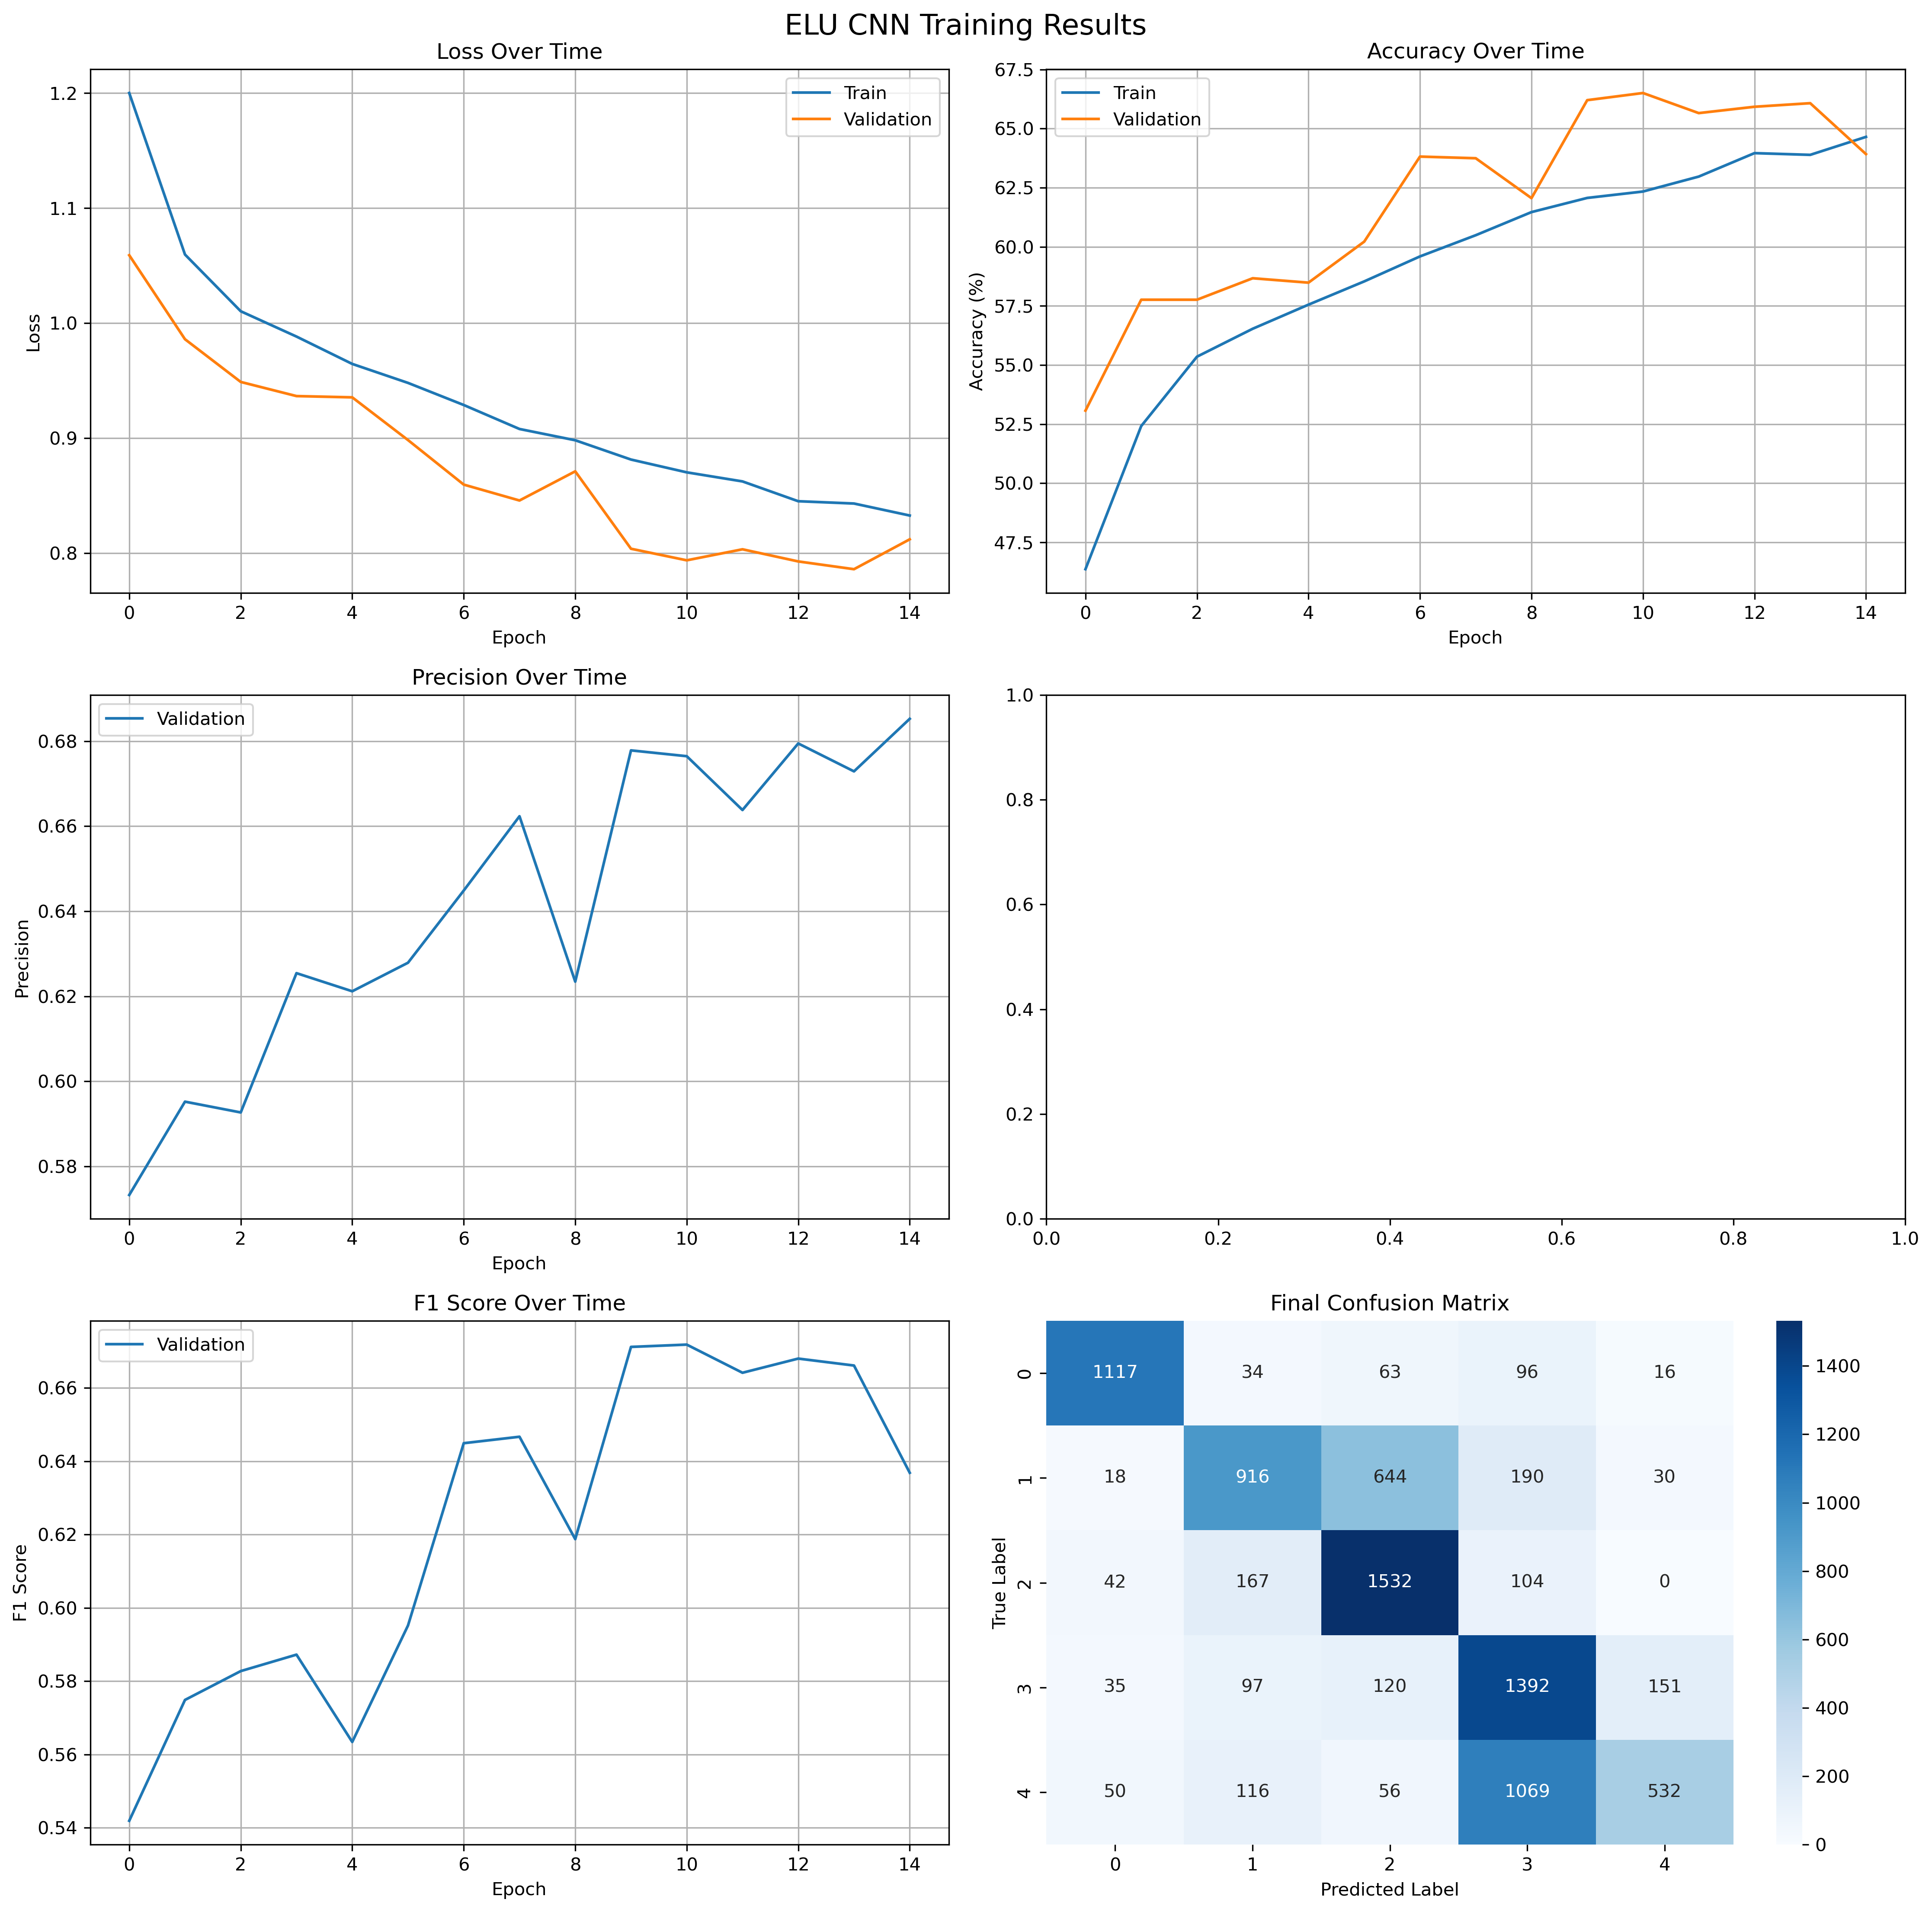 ELU CNN Training Results
Loss Over Time
1.2
1.1
1.0
0.9
0.8
Loss
Train
Validation
0 2 4 6 8 10 12 14
Epoch
Accuracy Over Time
67.5
65.0
62.5
60.0
57.5
55.0
52.5
50.0
47.5
Accuracy (%)
Train
Validation
0 2 4 6 8 10 12 14
Epoch
Precision Over Time
0.68
0.66
0.64
0.62
0.60
0.58
Precision
Validation
0 2 4 6 8 10 12 14
Epoch
1.0
0.8
0.6
0.4
0.2
0.0
0.0 0.2 0.4 0.6 0.8 1.0
F1 Score Over Time
0.66
0.64
0.62
0.60
0.58
0.56
0.54
F1 Score
Validation
0 2 4 6 8 10 12 14
Epoch
Final Confusion Matrix
True Label
0 1117 34 63 96 16
1 18 916 644 190 30
2 42 167 1532 104 0
3 35 97 120 1392 151
4 50 116 56 1069 532
0 1 2 3 4
Predicted Label
1400
1200
1000
800
600
400
200
0